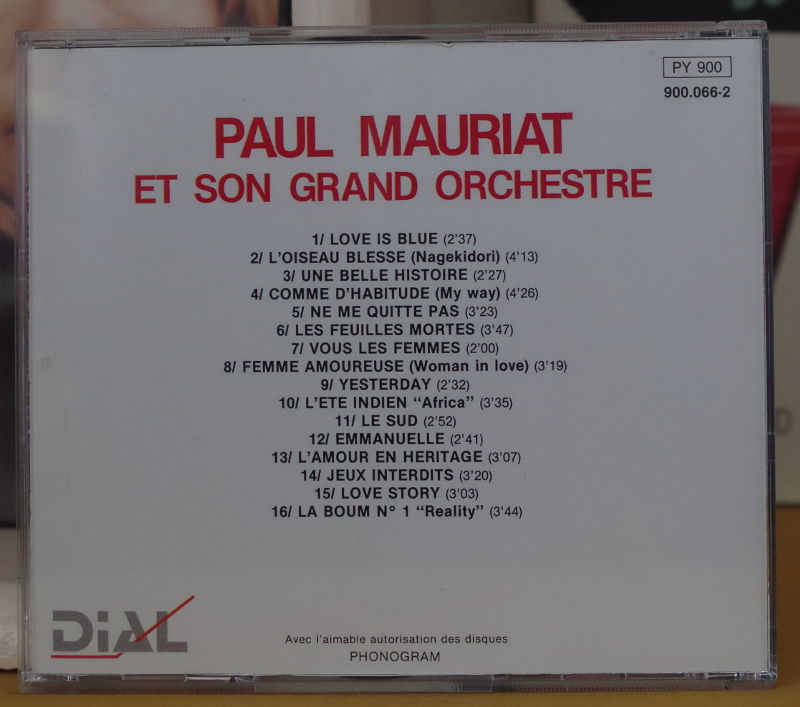 PY 900
900.066-2
PAUL MAURIAT
ET SON GRAND ORCHESTRE
1/ LOVE IS BLUE (2'37)
2/ L'OISEAU BLESSE (Nagekidori) (4'13)
3/ UNE BELLE HISTOIRE (2'27)
4/ COMME D'HABITUDE (My way) (4'26)
5/ NE ME QUITTE PAS (3'23)
6/ LES FEUILLES MORTES (3'47)
7/ VOUS LES FEMMES (2'00)
8/ FEMME AMOUREUSE (Woman in love) (3'19)
9/ YESTERDAY (2'32)
10/ L'ETE INDIEN "Africa" (3'35)
11/ LE SUD (2'52)
12/ EMMANUELLE (2'41)
13/ L'AMOUR EN HERITAGE (3'07)
14/ JEUX INTERDITS (3'20)
15/ LOVE STORY (3'03)
16/ LA BOUM N° 1 "Reality" (3'44)
DiAL
Avec l'aimable autorisation des disques
PHONOGRAM